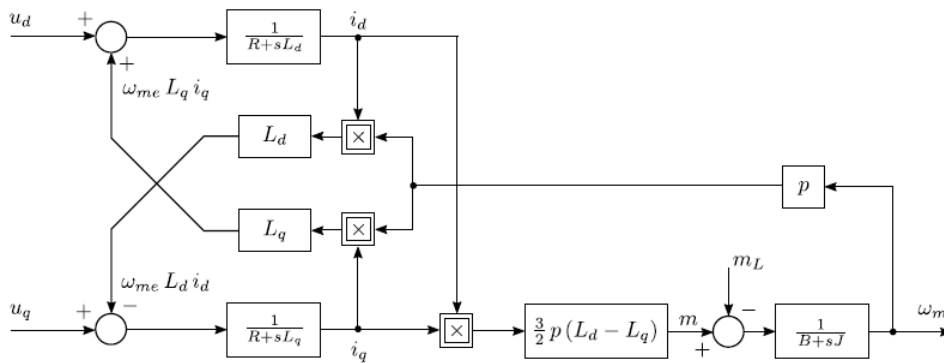 u_d
+
+
1/(R+sL_d)
i_d
ω_me L_q i_q
L_d
×
p
L_q
×
m_L
ω_me L_d i_d
u_q
+
−
1/(R+sL_q)
i_q
×
3/2 p (L_d − L_q)
m
+
−
1/(B+sJ)
ω_m